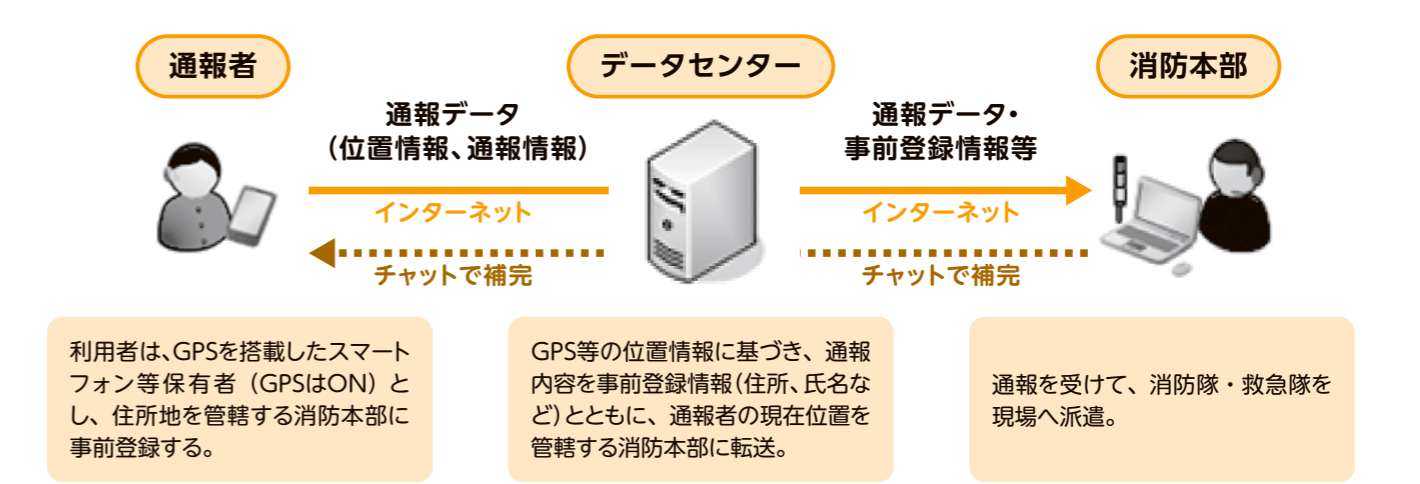 通報者
データセンター
消防本部
通報データ
（位置情報、通報情報）
インターネット
チャットで補完
通報データ・
事前登録情報等
インターネット
チャットで補完
利用者は、GPSを搭載したスマート
フォン等保有者（GPSはON）と
し、住所地を管轄する消防本部に
事前登録する。
GPS等の位置情報に基づき、通報
内容を事前登録情報（住所、氏名な
ど）とともに、通報者の現在位置を
管轄する消防本部に転送。
通報を受けて、消防隊・救急隊を
現場へ派遣。